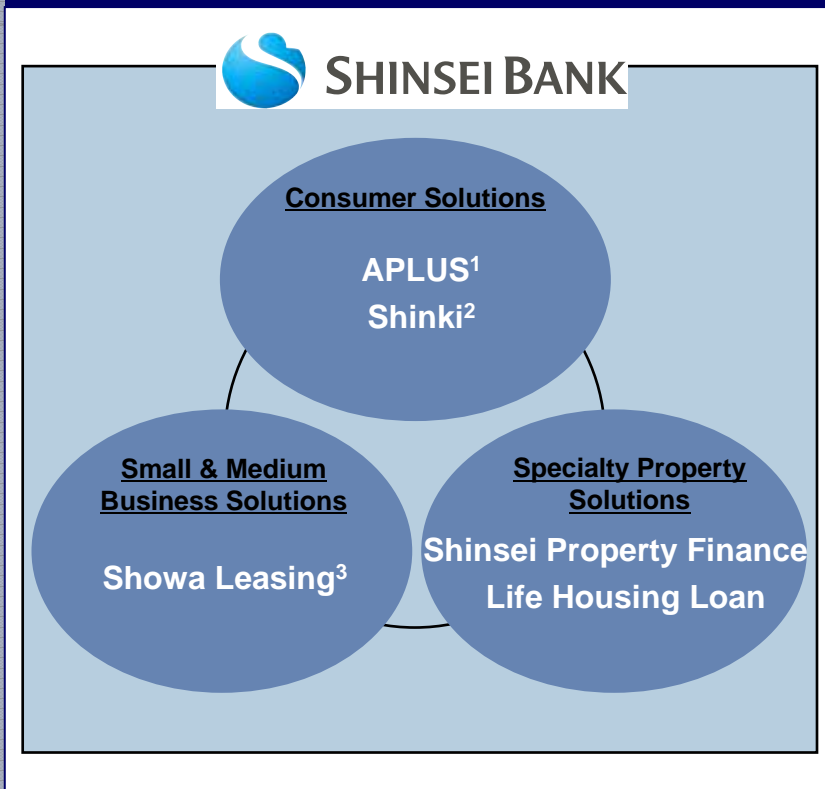 SHINSEI BANK
Consumer Solutions
APLUS¹
Shinki²
Small & Medium
Business Solutions
Showa Leasing³
Specialty Property
Solutions
Shinsei Property Finance
Life Housing Loan